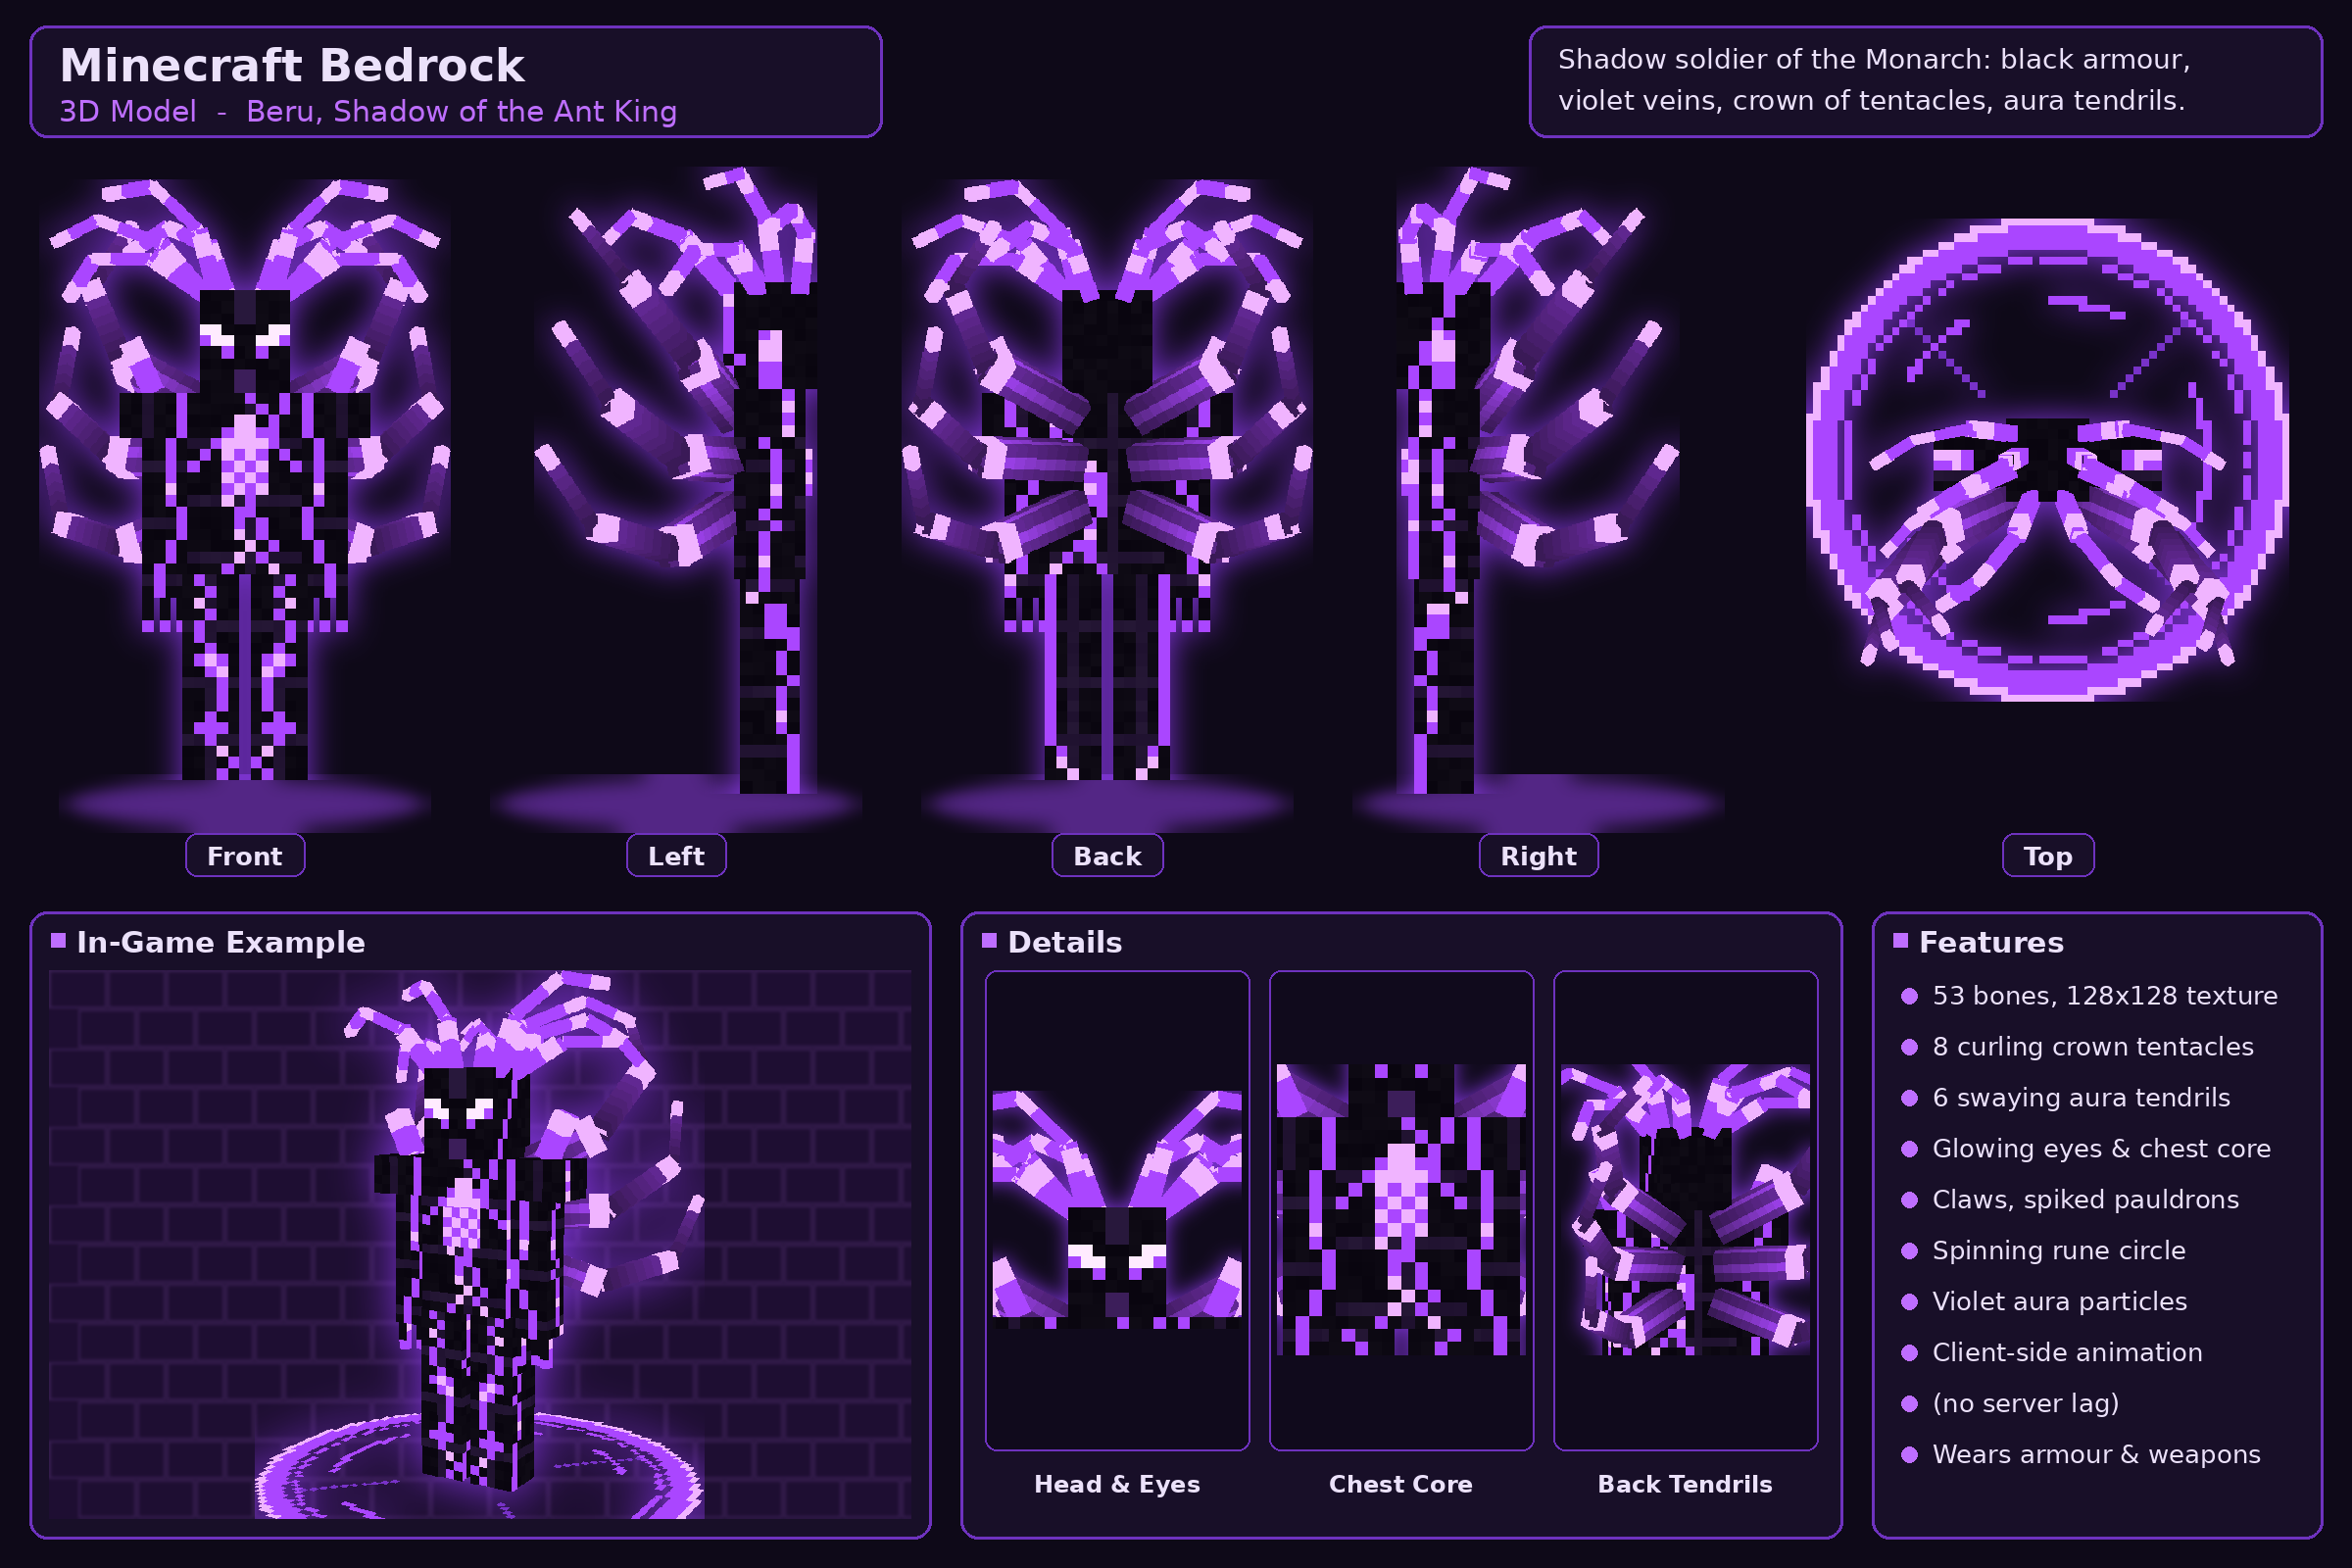 Minecraft Bedrock
3D Model - Beru, Shadow of the Ant King
Shadow soldier of the Monarch: black armour,
violet veins, crown of tentacles, aura tendrils.
Front
Left
Back
Right
Top
In-Game Example
Details
Head & Eyes
Chest Core
Back Tendrils
Features
53 bones, 128x128 texture
8 curling crown tentacles
6 swaying aura tendrils
Glowing eyes & chest core
Claws, spiked pauldrons
Spinning rune circle
Violet aura particles
Client-side animation
(no server lag)
Wears armour & weapons